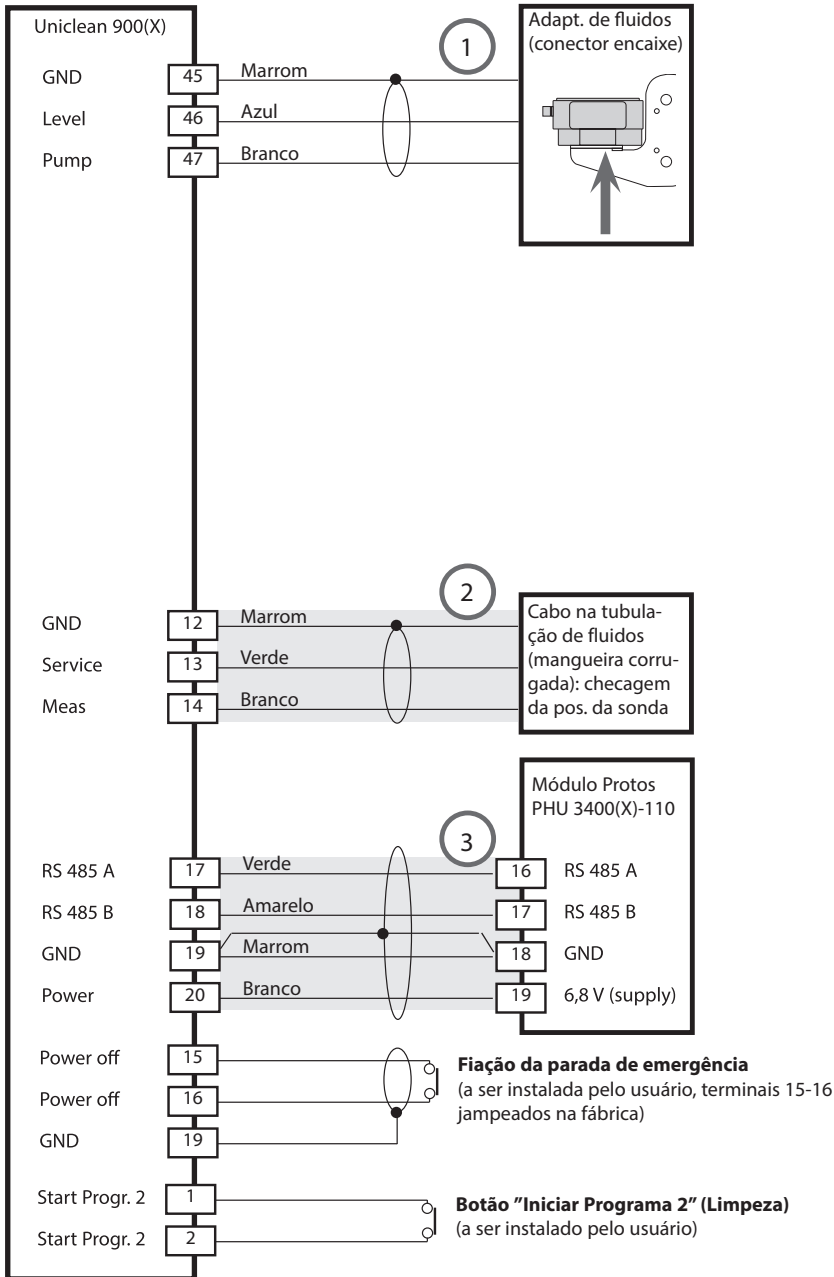 Uniclean 900(X)
1
Adapt. de fluidos
(conector encaixe)
GND 45 Marrom
Level 46 Azul
Pump 47 Branco
2
GND 12 Marrom
Service 13 Verde
Meas 14 Branco
Cabo na tubula-
ção de fluidos
(mangueira corru-
gada): checagem
da pos. da sonda
Módulo Protos
PHU 3400(X)-110
3
RS 485 A 17 Verde 16 RS 485 A
RS 485 B 18 Amarelo 17 RS 485 B
GND 19 Marrom 18 GND
Power 20 Branco 19 6,8 V (supply)
Power off 15
Power off 16
GND 19
Fiação da parada de emergência
(a ser instalada pelo usuário, terminais 15-16
jampeados na fábrica)
Start Progr. 2 1
Start Progr. 2 2
Botão "Iniciar Programa 2" (Limpeza)
(a ser instalado pelo usuário)